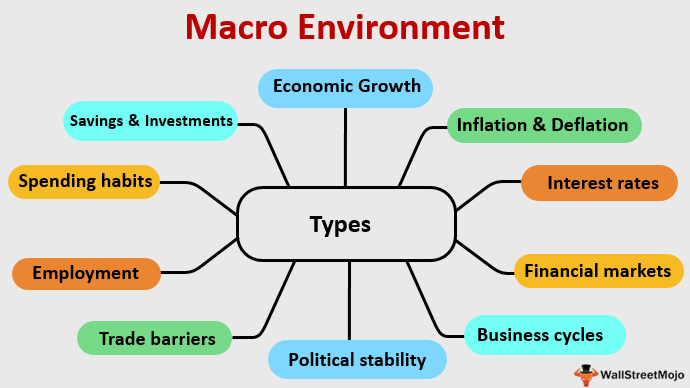 Macro Environment
Economic Growth
Savings & Investments
Inflation & Deflation
Spending habits
Interest rates
Types
Employment
Financial markets
Trade barriers
Business cycles
Political stability
WallStreetMojo